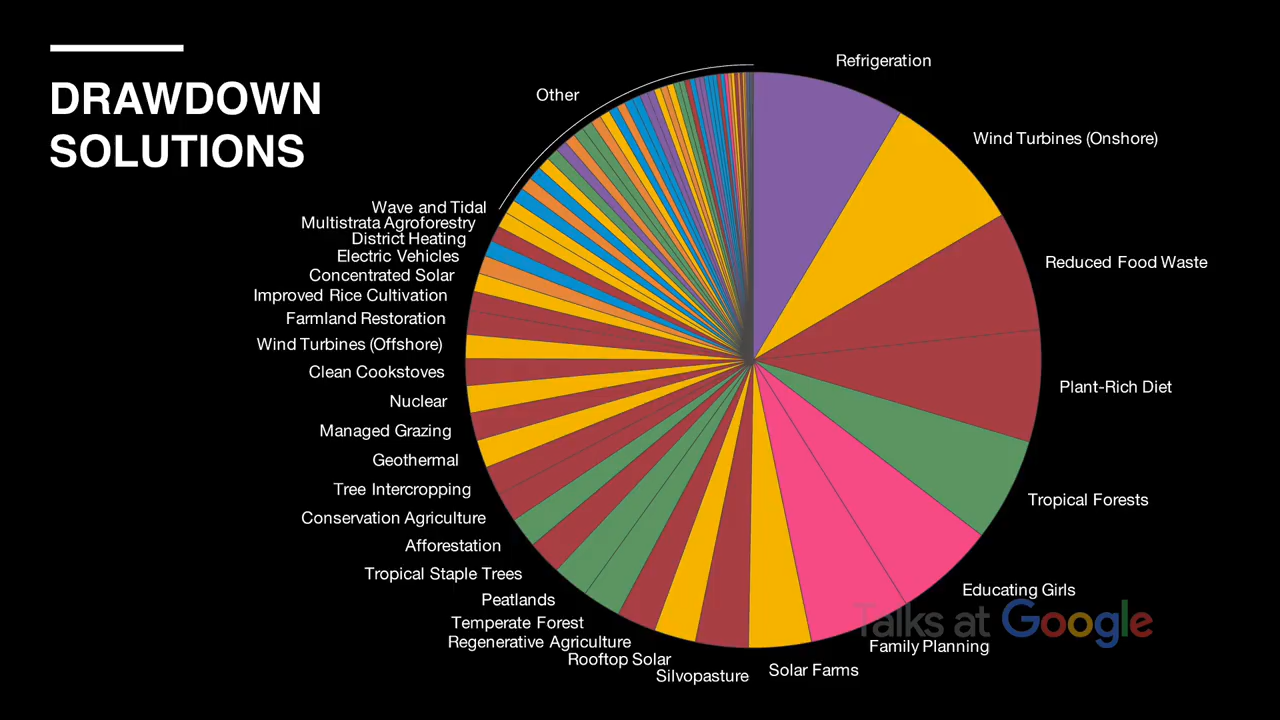 DRAWDOWN
SOLUTIONS
Refrigeration
Wind Turbines (Onshore)
Reduced Food Waste
Plant-Rich Diet
Tropical Forests
Educating Girls
Talks at Google
Family Planning
Solar Farms
Silvopasture
Rooftop Solar
Regenerative Agriculture
Temperate Forest
Peatlands
Tropical Staple Trees
Afforestation
Conservation Agriculture
Tree Intercropping
Geothermal
Managed Grazing
Nuclear
Clean Cookstoves
Wind Turbines (Offshore)
Farmland Restoration
Improved Rice Cultivation
Concentrated Solar
Electric Vehicles
District Heating
Multistrata Agroforestry
Wave and Tidal
Other